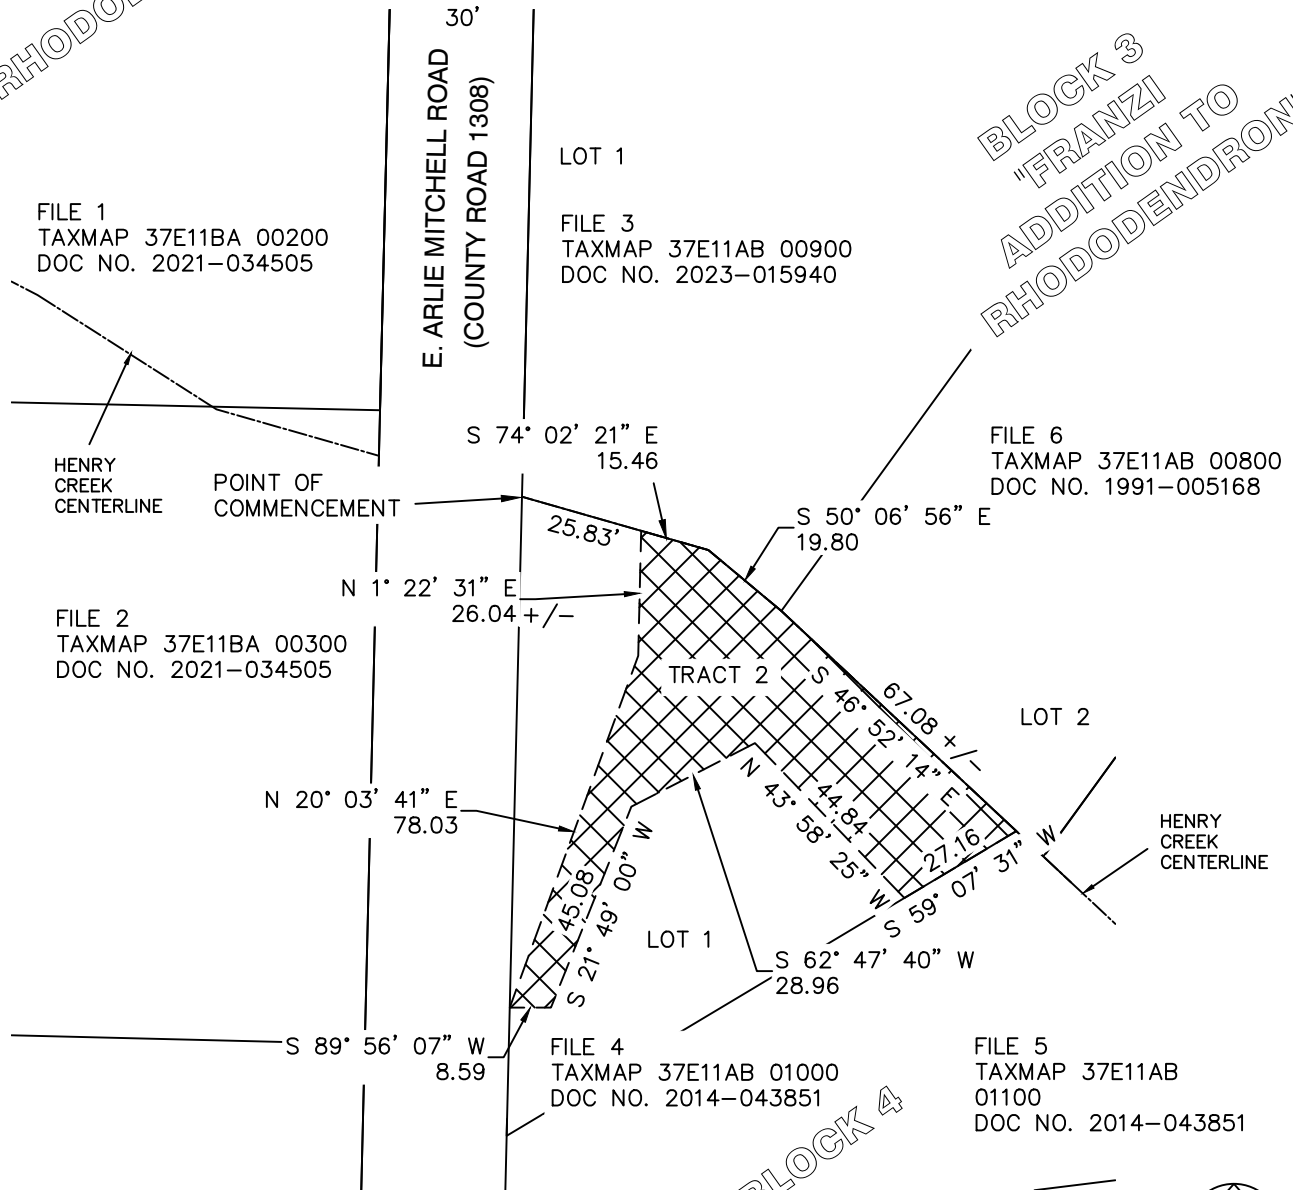 30’
RHODO
BLOCK 3
"FRANZI
ADDITION TO
RHODODENDRON"
E. ARLIE MITCHELL ROAD
(COUNTY ROAD 1308)
LOT 1
FILE 1
TAXMAP 37E11BA 00200
DOC NO. 2021–034505
FILE 3
TAXMAP 37E11AB 00900
DOC NO. 2023–015940
HENRY
CREEK
CENTERLINE
POINT OF
COMMENCEMENT
S 74° 02’ 21” E
15.46
FILE 6
TAXMAP 37E11AB 00800
DOC NO. 1991–005168
25.83’
S 50° 06’ 56” E
19.80
N 1° 22’ 31” E
26.04 +/–
FILE 2
TAXMAP 37E11BA 00300
DOC NO. 2021–034505
TRACT 2
S 46° 52’ 14” E
67.08 +/–
LOT 2
N 20° 03’ 41” E
78.03
N 43° 58’ 25” W
44.84
27.16
S 59° 07’ 31” W
HENRY
CREEK
CENTERLINE
45.08
S 21° 49’ 00” W
LOT 1
S 62° 47’ 40” W
28.96
S 89° 56’ 07” W
8.59
FILE 4
TAXMAP 37E11AB 01000
DOC NO. 2014–043851
FILE 5
TAXMAP 37E11AB
01100
DOC NO. 2014–043851
BLOCK 4